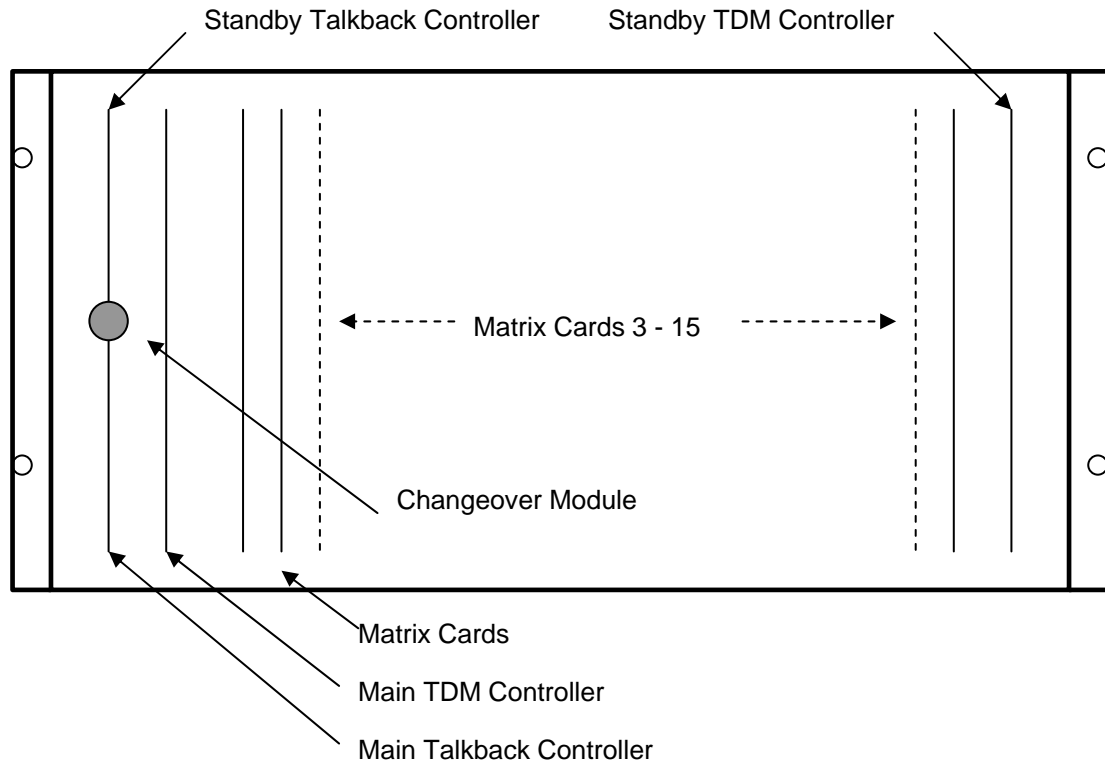 Standby Talkback Controller
Standby TDM Controller
Matrix Cards 3 - 15
Changeover Module
Matrix Cards
Main TDM Controller
Main Talkback Controller